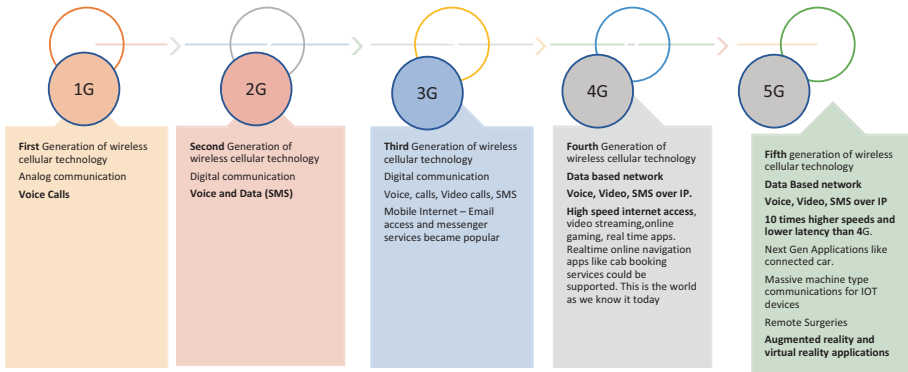 1G
First Generation of wireless
cellular technology
Analog communication
Voice Calls
2G
Second Generation of
wireless cellular technology
Digital communication
Voice and Data (SMS)
3G
Third Generation of wireless
cellular technology
Digital communication
Voice, calls, Video calls, SMS
Mobile Internet – Email
access and messenger
services became popular
4G
Fourth Generation of
wireless cellular technology
Data based network
Voice, Video, SMS over IP.
High speed internet access,
video streaming,online
gaming, real time apps.
Realtime online navigation
apps like cab booking
services could be
supported. This is the world
as we know it today
5G
Fifth generation of wireless
cellular technology
Data Based network
Voice, Video, SMS over IP
10 times higher speeds and
lower latency than 4G.
Next Gen Applications like
connected car.
Massive machine type
communications for IOT
devices
Remote Surgeries
Augmented reality and
virtual reality applications